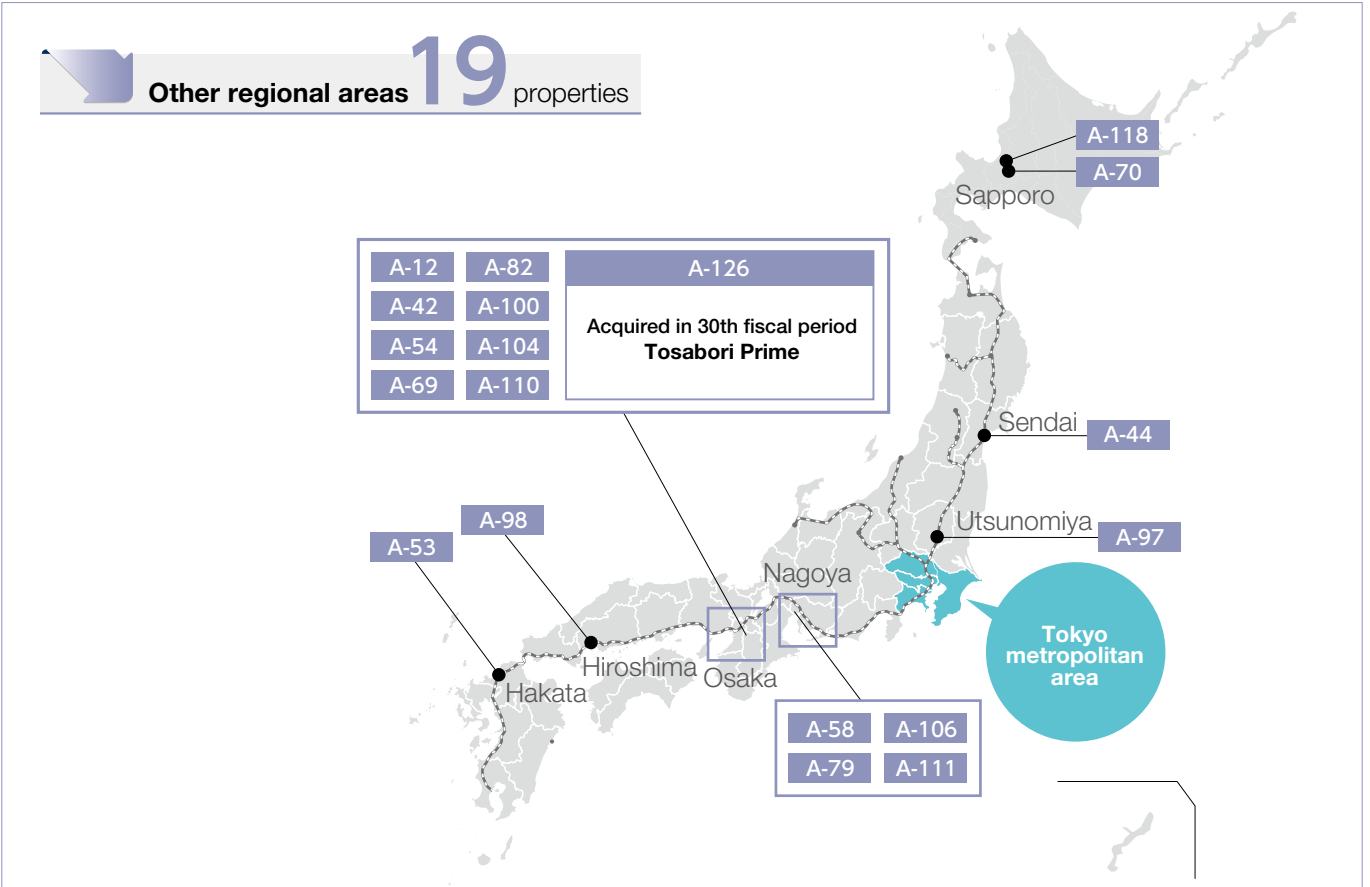 Other regional areas 19 properties
A-118
A-70
Sapporo
A-12 A-82
A-42 A-100
A-54 A-104
A-69 A-110
A-126
Acquired in 30th fiscal period
Tosabori Prime
Sendai
A-44
Utsunomiya
A-97
A-98
A-53
Nagoya
Hiroshima
Osaka
Hakata
Tokyo
metropolitan
area
A-58 A-106
A-79 A-111